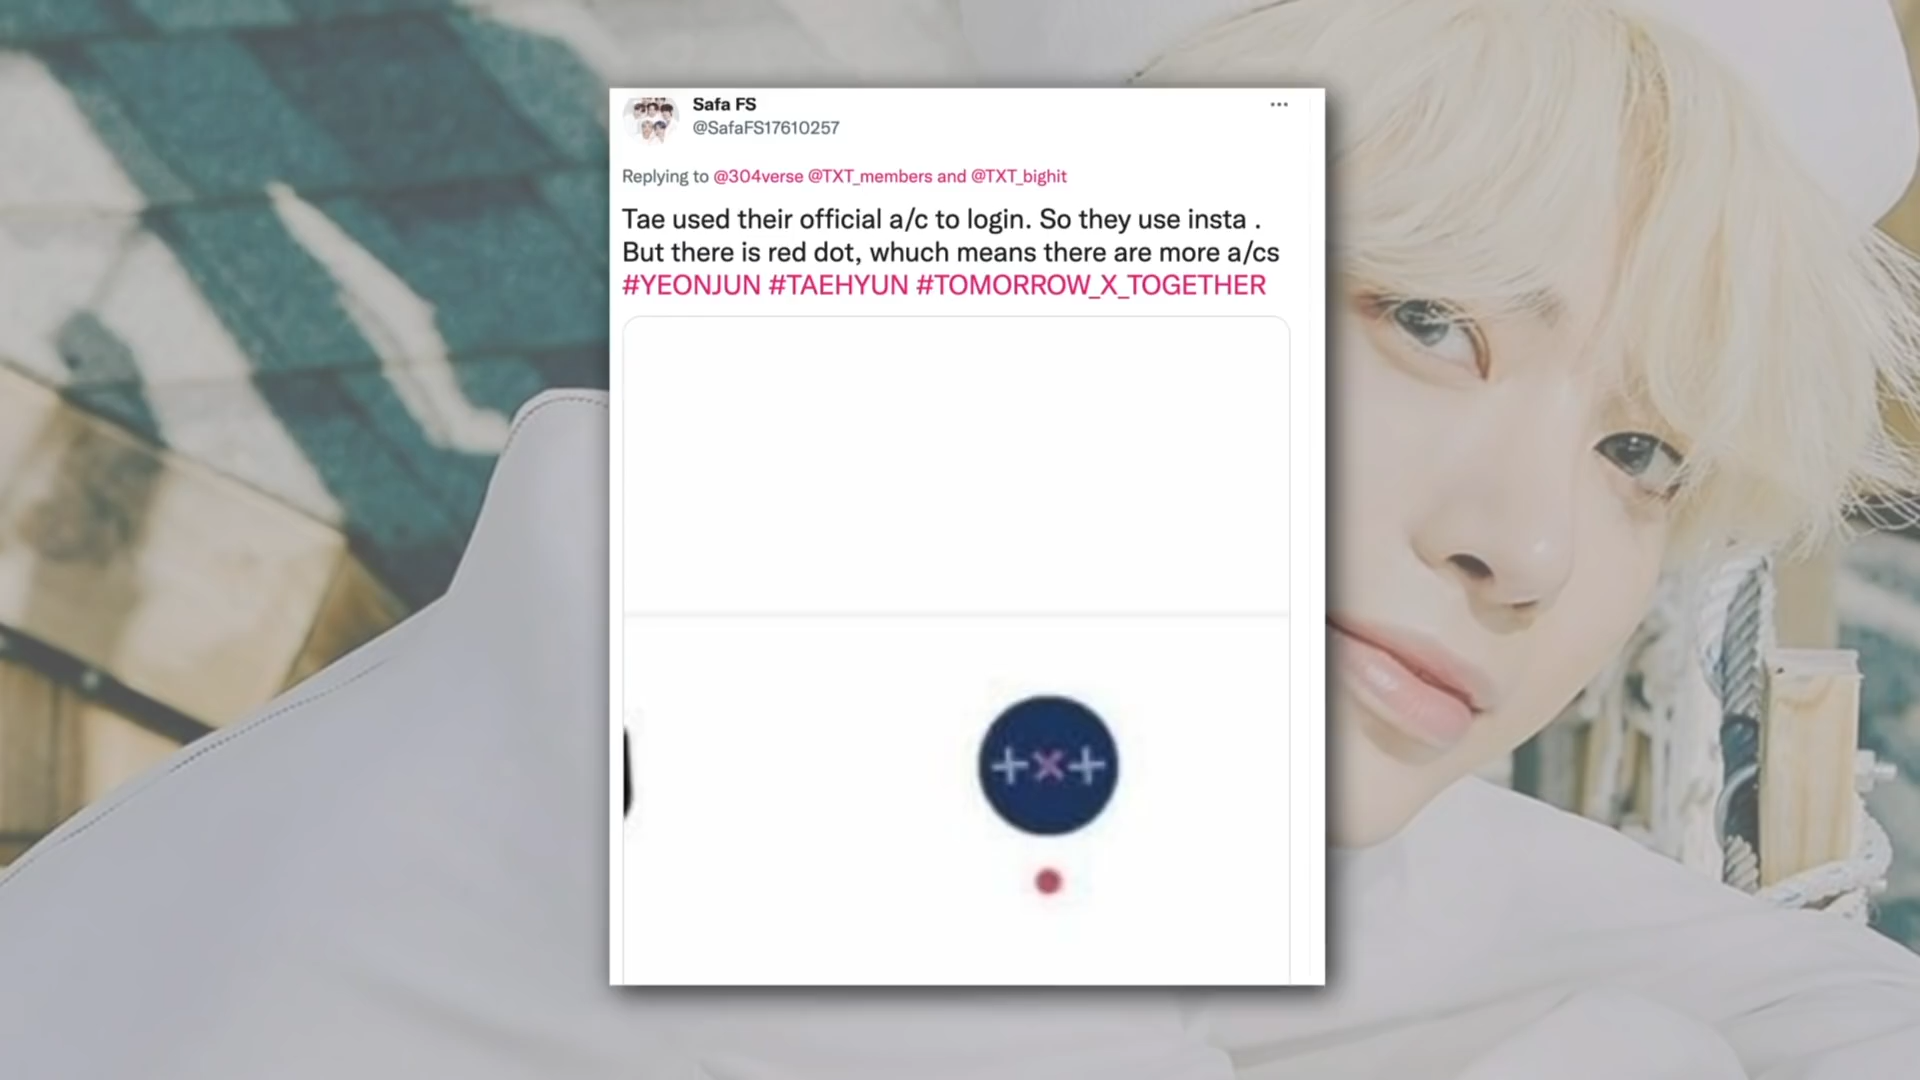 Safa FS
...
@SafaFS17610257
Replying to @304verse @TXT_members and @TXT_bighit
Tae used their official a/c to login. So they use insta .
But there is red dot, whuch means there are more a/cs
#YEONJUN #TAEHYUN #TOMORROW_X_TOGETHER
+×+